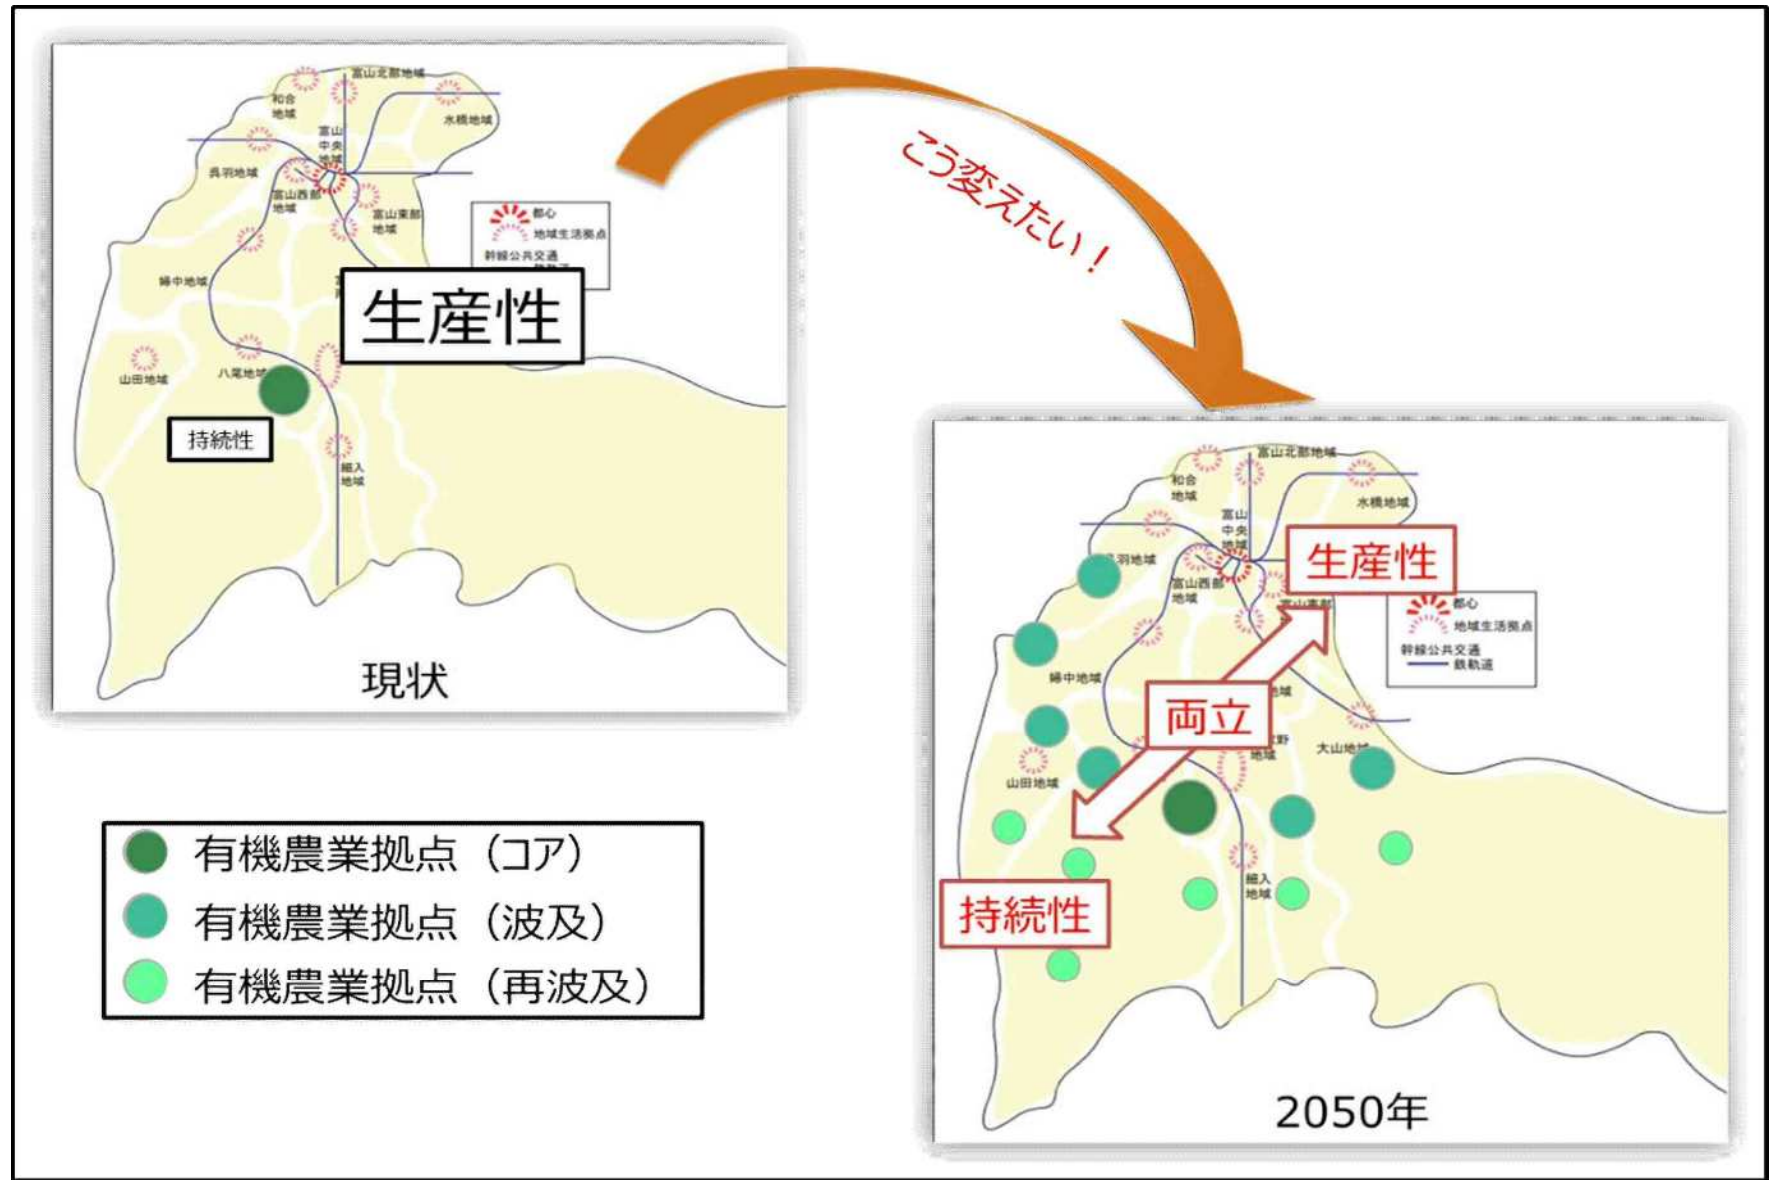 富山北部地域
和合
地域
水橋地域
富山
中央
地域
呉羽地域
富山西部
地域
富山東部
地域
都心
地域生活拠点
幹線公共交通
婦中地域
生産性
山田地域
八尾地域
持続性
細入
地域
現状
こう変えたい！
有機農業拠点（コア）
有機農業拠点（波及）
有機農業拠点（再波及）
富山北部地域
和合
地域
水橋地域
富山
中央
地域
羽地域
生産性
富山西部
地域
富山東部
都心
地域生活拠点
幹線公共交通
鉄軌道
婦中地域
地域
両立
野
地域
大山地域
山田地域
細入
地域
持続性
2050年